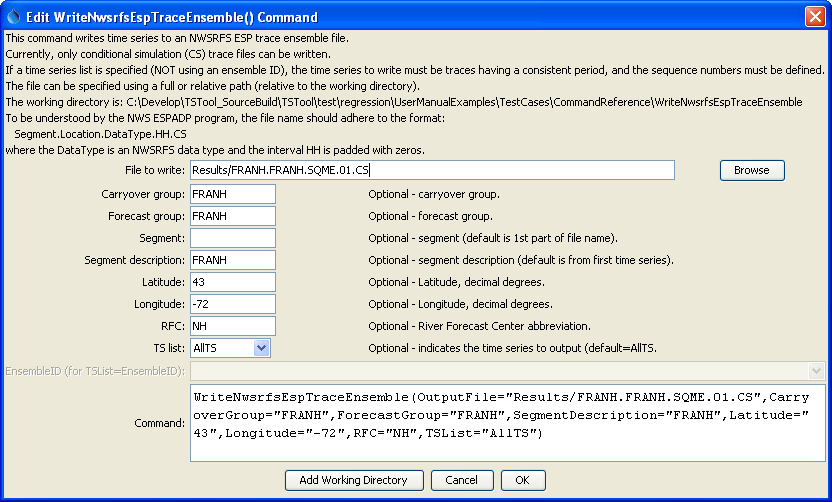 Edit WriteNwsrfsEspTraceEnsemble() Command
This command writes time series to an NWSRFS ESP trace ensemble file.
Currently, only conditional simulation (CS) trace files can be written.
If a time series list is specified (NOT using an ensemble ID), the time series to write must be traces having a consistent period, and the sequence numbers must be defined.
The file can be specified using a full or relative path (relative to the working directory).
The working directory is: C:\Develop\TSTool_SourceBuild\TSTool\test\regression\UserManualExamples\TestCases\CommandReference\WriteNwsrfsEspTraceEnsemble
To be understood by the NWS ESPADP program, the file name should adhere to the format:
Segment.Location.DataType.HH.CS
where the DataType is an NWSRFS data type and the interval HH is padded with zeros.
File to write: Results/FRANH.FRANH.SQME.01.CS Browse
Carryover group: FRANH Optional - carryover group.
Forecast group: FRANH Optional - forecast group.
Segment: Optional - segment (default is 1st part of file name).
Segment description: FRANH Optional - segment description (default is from first time series).
Latitude: 43 Optional - Latitude, decimal degrees.
Longitude: -72 Optional - Longitude, decimal degrees.
RFC: NH Optional - River Forecast Center abbreviation.
TS list: AllTS Optional - indicates the time series to output (default=AllTS.
EnsembleID (for TSList=EnsembleID):
WriteNwsrfsEspTraceEnsemble(OutputFile="Results/FRANH.FRANH.SQME.01.CS",Carry
Command: overGroup="FRANH",ForecastGroup="FRANH",SegmentDescription="FRANH",Latitude="
43",Longitude="-72",RFC="NH",TSList="AllTS")
Add Working Directory Cancel OK